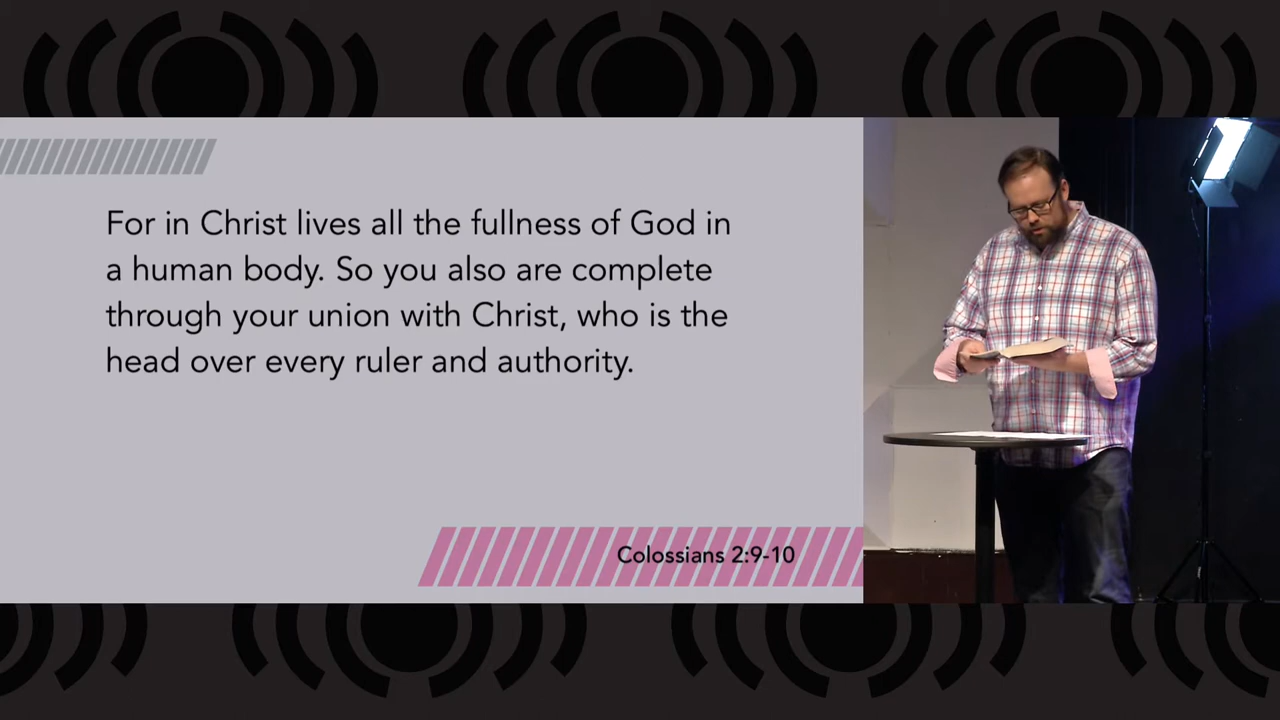 For in Christ lives all the fullness of God in
a human body. So you also are complete
through your union with Christ, who is the
head over every ruler and authority.
Colossians 2:9-10